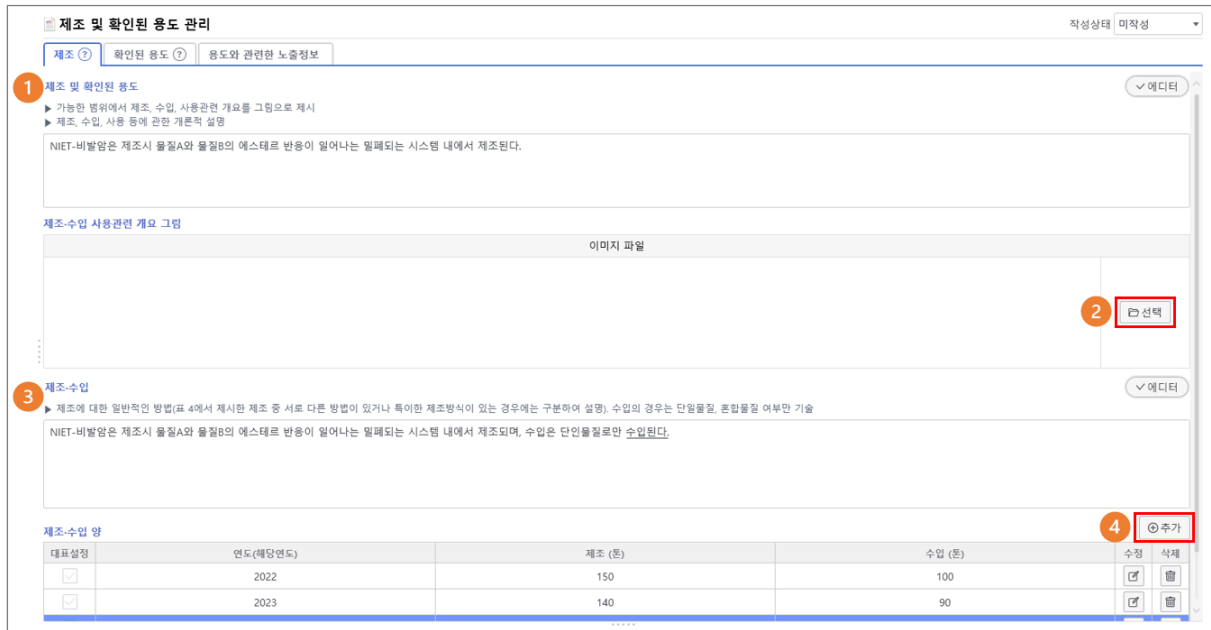 제조 및 확인된 용도 관리
작성상태 미작성
제조 ? 확인된 용도 ? 용도와 관련한 노출정보
1 제조 및 확인된 용도
에디터
▶ 가능한 범위에서 제조, 수입, 사용관련 개요를 그림으로 제시
▶ 제조, 수입, 사용 등에 관한 개론적 설명
NIET-비발암은 제조시 물질A와 물질B의 에스테르 반응이 일어나는 밀폐되는 시스템 내에서 제조된다.
제조·수입 사용관련 개요 그림
이미지 파일
2 선택
3 제조·수입
에디터
▶ 제조에 대한 일반적인 방법(표 4에서 제시한 제조 중 서로 다른 방법이 있거나 특이한 제조방식이 있는 경우에는 구분하여 설명). 수입의 경우는 단일물질, 혼합물질 여부만 기술
NIET-비발암은 제조시 물질A와 물질B의 에스테르 반응이 일어나는 밀폐되는 시스템 내에서 제조되며, 수입은 단인물질로만 수입된다.
제조·수입 양
4 추가
대표설정 연도(해당연도) 제조 (톤) 수입 (톤) 수정 삭제
2022 150 100
2023 140 90